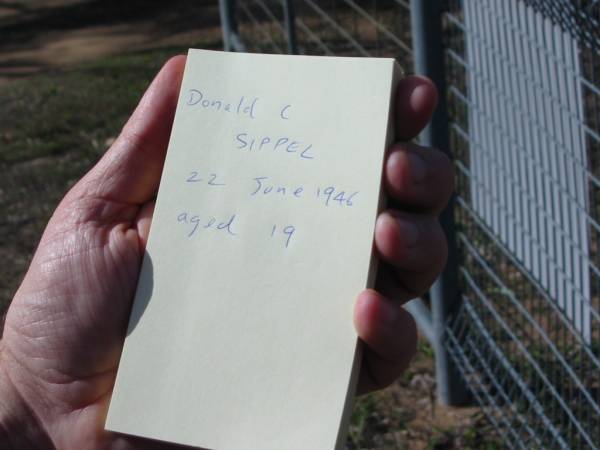 Donald C
SIPPEL
22 June 1946
aged 19